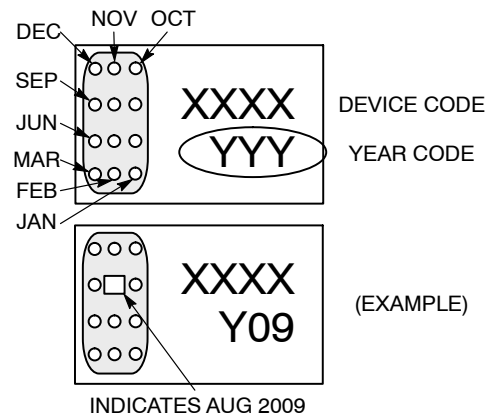 NOV OCT
DEC
SEP
XXXX DEVICE CODE
JUN
YYY YEAR CODE
MAR
FEB
JAN
XXXX
(EXAMPLE)
Y09
INDICATES AUG 2009